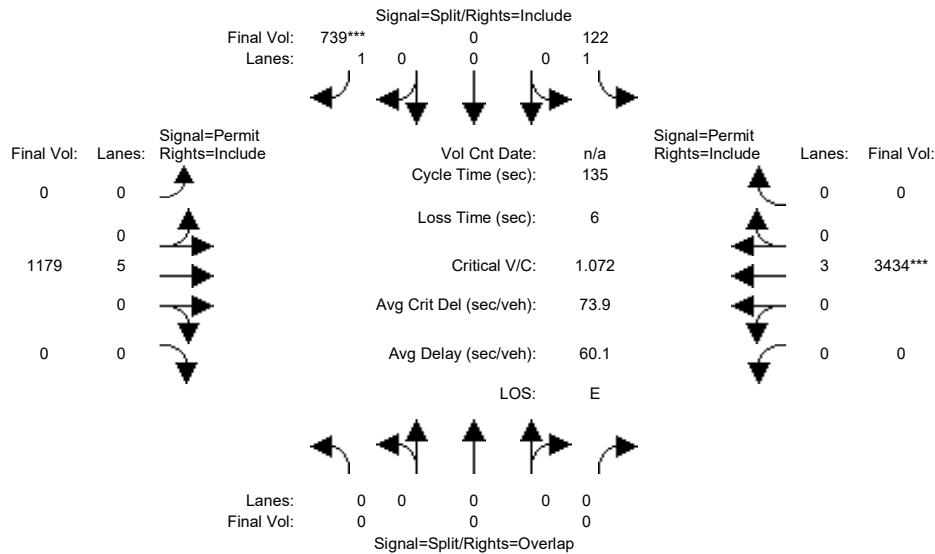 Signal=Split/Rights=Include
Final Vol: 739*** 0 122
Lanes: 1 0 0 0 1
Signal=Permit Signal=Permit
Final Vol: Lanes: Rights=Include Vol Cnt Date: n/a Rights=Include Lanes: Final Vol:
Cycle Time (sec): 135
0 0 0 0
Loss Time (sec): 6
0 0
1179 5 Critical V/C: 1.072 3 3434***
0 Avg Crit Del (sec/veh): 73.9 0
0 0 Avg Delay (sec/veh): 60.1 0 0
LOS: E
Lanes: 0 0 0 0 0
Final Vol: 0 0 0
Signal=Split/Rights=Overlap